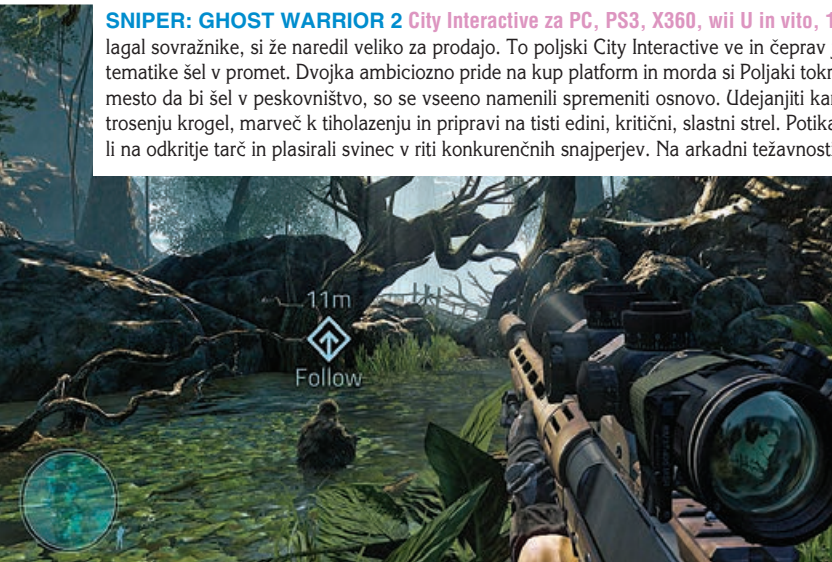 SNIPER: GHOST WARRIOR 2 City Interactive za PC, PS3, X360, wii U in vito, 1
lagal sovražnike, si že naredil veliko za prodajo. To poljski City Interactive ve in čeprav
tematike šel v promet. Dvojka ambiciozno pride na kup platform in morda si Poljaki
mesto da bi šel v peskovništvo, so se vseeno namenili spremeniti osnovo. Udejanjiti
trosenju krogel, marveč k tiholazenju in pripravi na tisti edini, kritični, slastni strel.
li na odkritje tarč in plasirali svinec v riti konkurenčnih snajperjev. Na arkadni težavnosti
11m
Follow